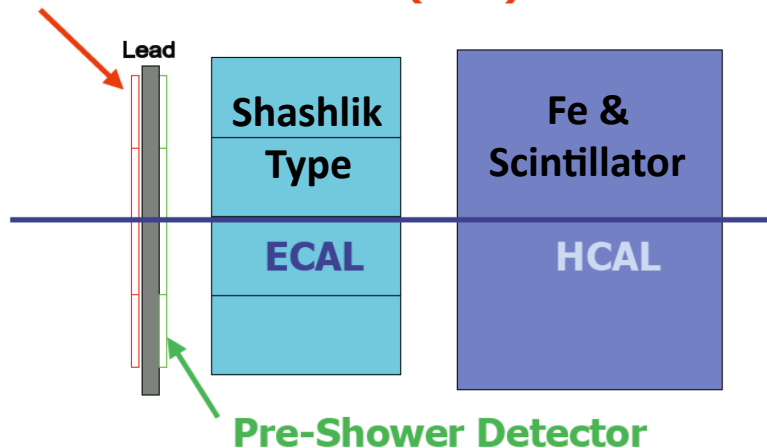 Lead
Shashlik
Type
Fe &
Scintillator
ECAL
HCAL
Pre-Shower Detector